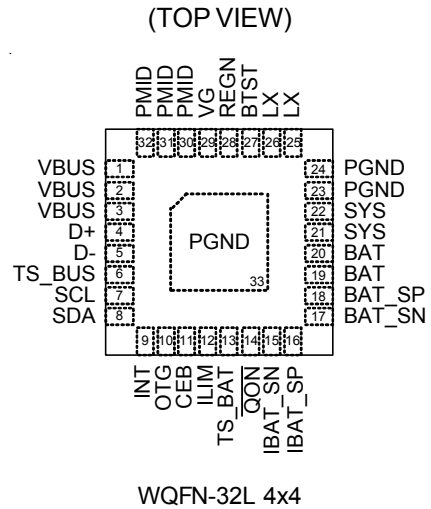 (TOP VIEW)
PMID
PMID
PMID
VG
REGN
BTST
LX
LX
32 31 30 29 28 27 26 25
VBUS 1
VBUS 2
VBUS 3
D+ 4
D- 5
TS_BUS 6
SCL 7
SDA 8
PGND
33
24 PGND
23 PGND
22 SYS
21 SYS
20 BAT
19 BAT
18 BAT_SP
17 BAT_SN
9 10 11 12 13 14 15 16
INT
OTG
CEB
ILIM
TS_BAT
QON
IBAT_SN
IBAT_SP
WQFN-32L 4x4